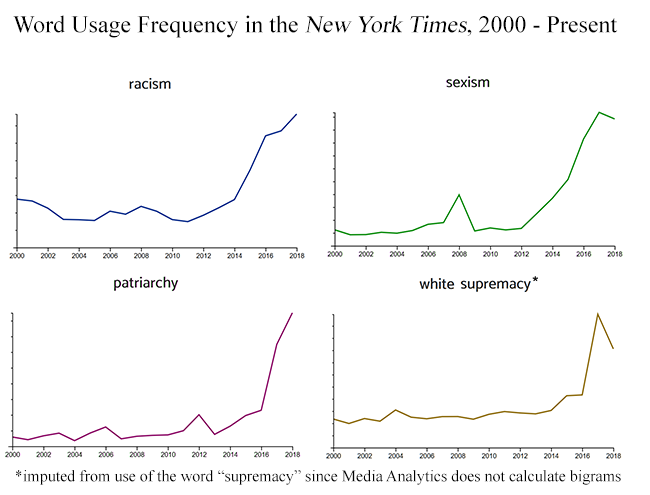 Word Usage Frequency in the New York Times, 2000 - Present
racism
2000 2002 2004 2006 2008 2010 2012 2014 2016 2018
sexism
2000 2002 2004 2006 2008 2010 2012 2014 2016 2018
patriarchy
2000 2002 2004 2006 2008 2010 2012 2014 2016 2018
white supremacy*
2000 2002 2004 2006 2008 2010 2012 2014 2016 2018
*imputed from use of the word “supremacy” since Media Analytics does not calculate bigrams